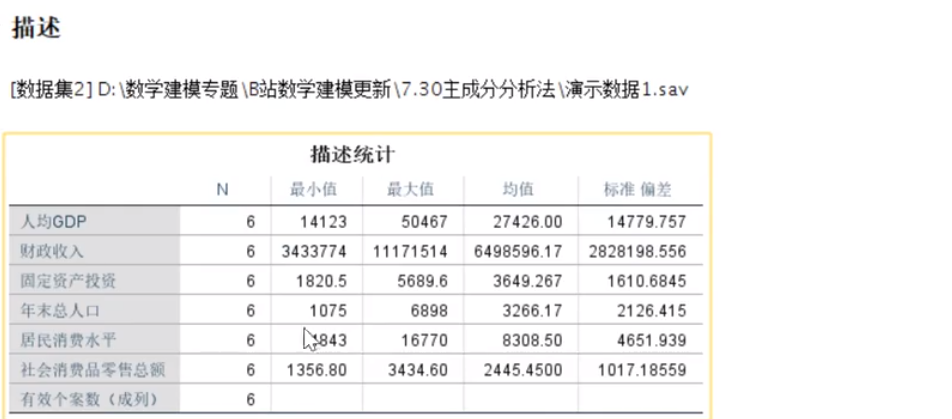 描述
[数据集2] D:\数学建模专题\B站数学建模更新\7.30主成分分析法\演示数据1.sav
描述统计
N 最小值 最大值 均值 标准 偏差
人均GDP 6 14123 50467 27426.00 14779.757
财政收入 6 3433774 11171514 6498596.17 2828198.556
固定资产投资 6 1820.5 5689.6 3649.267 1610.6845
年末总人口 6 1075 6898 3266.17 2126.415
居民消费水平 6 16770 8308.50 4651.939
社会消费品零售总额 6 1356.80 3434.60 2445.4500 1017.18559
有效个案数（成列） 6